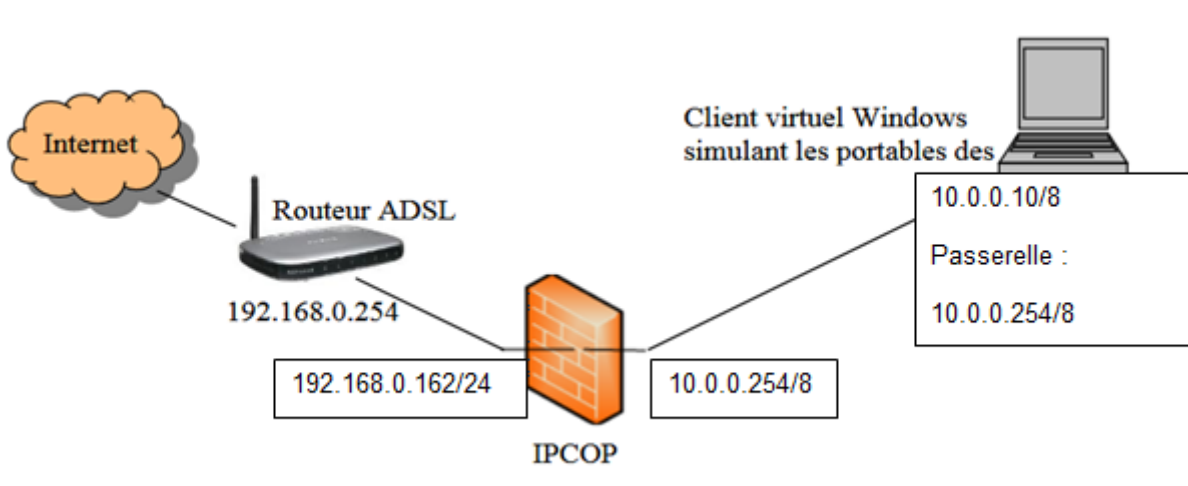 Internet
Routeur ADSL
192.168.0.254
192.168.0.162/24
IPCOP
10.0.0.254/8
Client virtuel Windows
simulant les portables des
10.0.0.10/8
Passerelle :
10.0.0.254/8